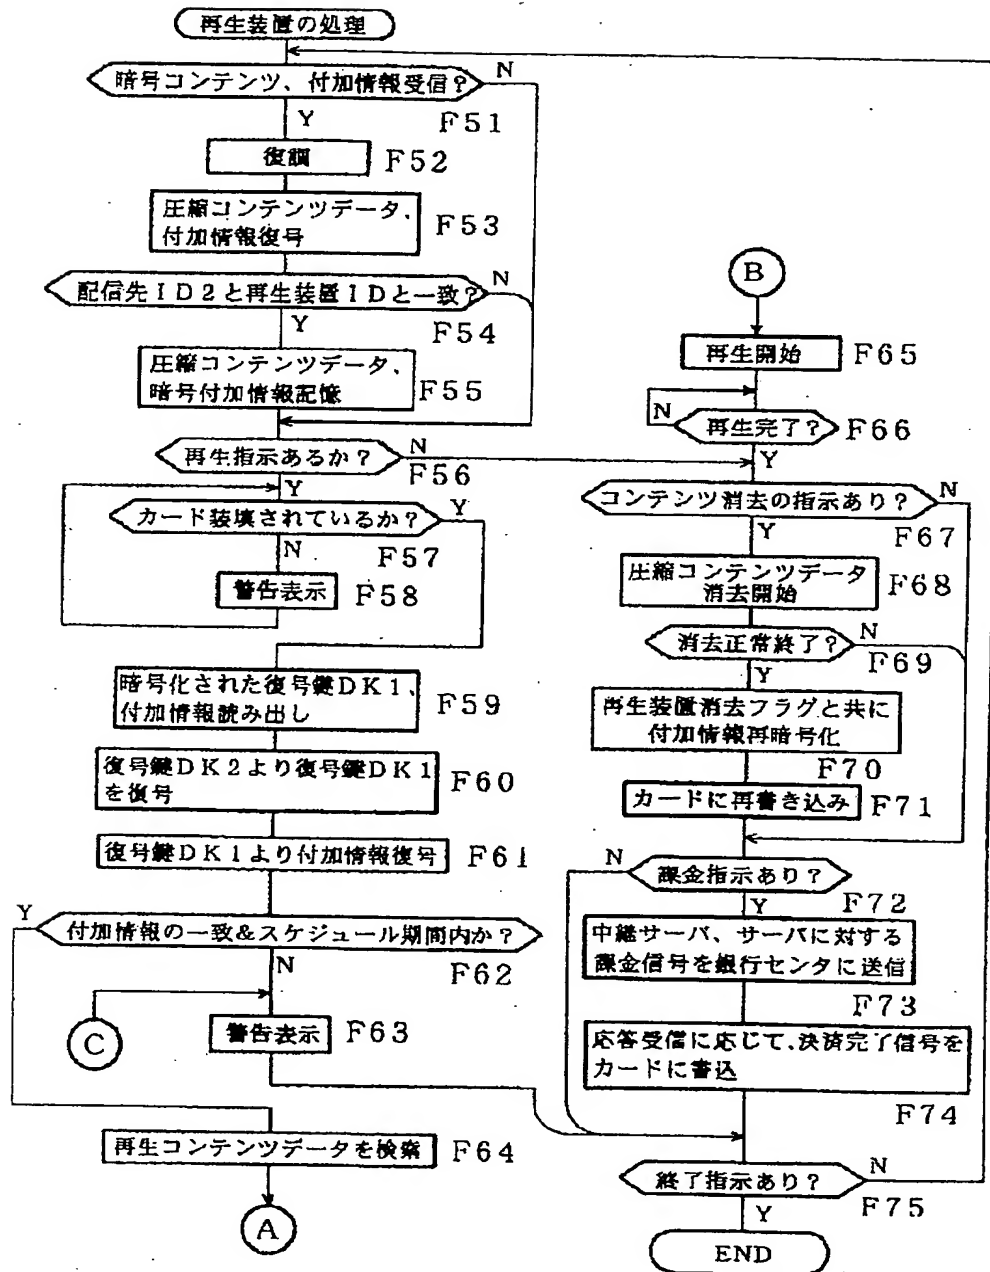 再生装置の処理
暗号コンテンツ、付加情報受信?
N
F51
Y
復調
F52
圧縮コンテンツデータ、
付加情報復号
F53
配信先ID2と再生装置IDと一致?
N
F54
Y
圧縮コンテンツデータ、
暗号付加情報記憶
F55
再生指示あるか?
N
F56
Y
カード装填されているか?
Y
F57
N
警告表示
F58
暗号化された復号鍵DK1、
付加情報読み出し
F59
復号鍵DK2より復号鍵DK1
を復号
F60
復号鍵DK1より付加情報復号
F61
Y
付加情報の一致&スケジュール期間内か?
F62
N
C
警告表示
F63
再生コンテンツデータを検索
F64
A
B
再生開始
F65
N
再生完了?
F66
Y
コンテンツ消去の指示あり?
N
F67
Y
圧縮コンテンツデータ
消去開始
F68
消去正常終了?
N
F69
Y
再生装置消去フラグと共に
付加情報再暗号化
F70
カードに再書き込み
F71
N
課金指示あり?
F72
Y
中継サーバ、サーバに対する
課金信号を銀行センタに送信
F73
応答受信に応じて、決済完了信号を
カードに書込
F74
終了指示あり?
N
F75
Y
END